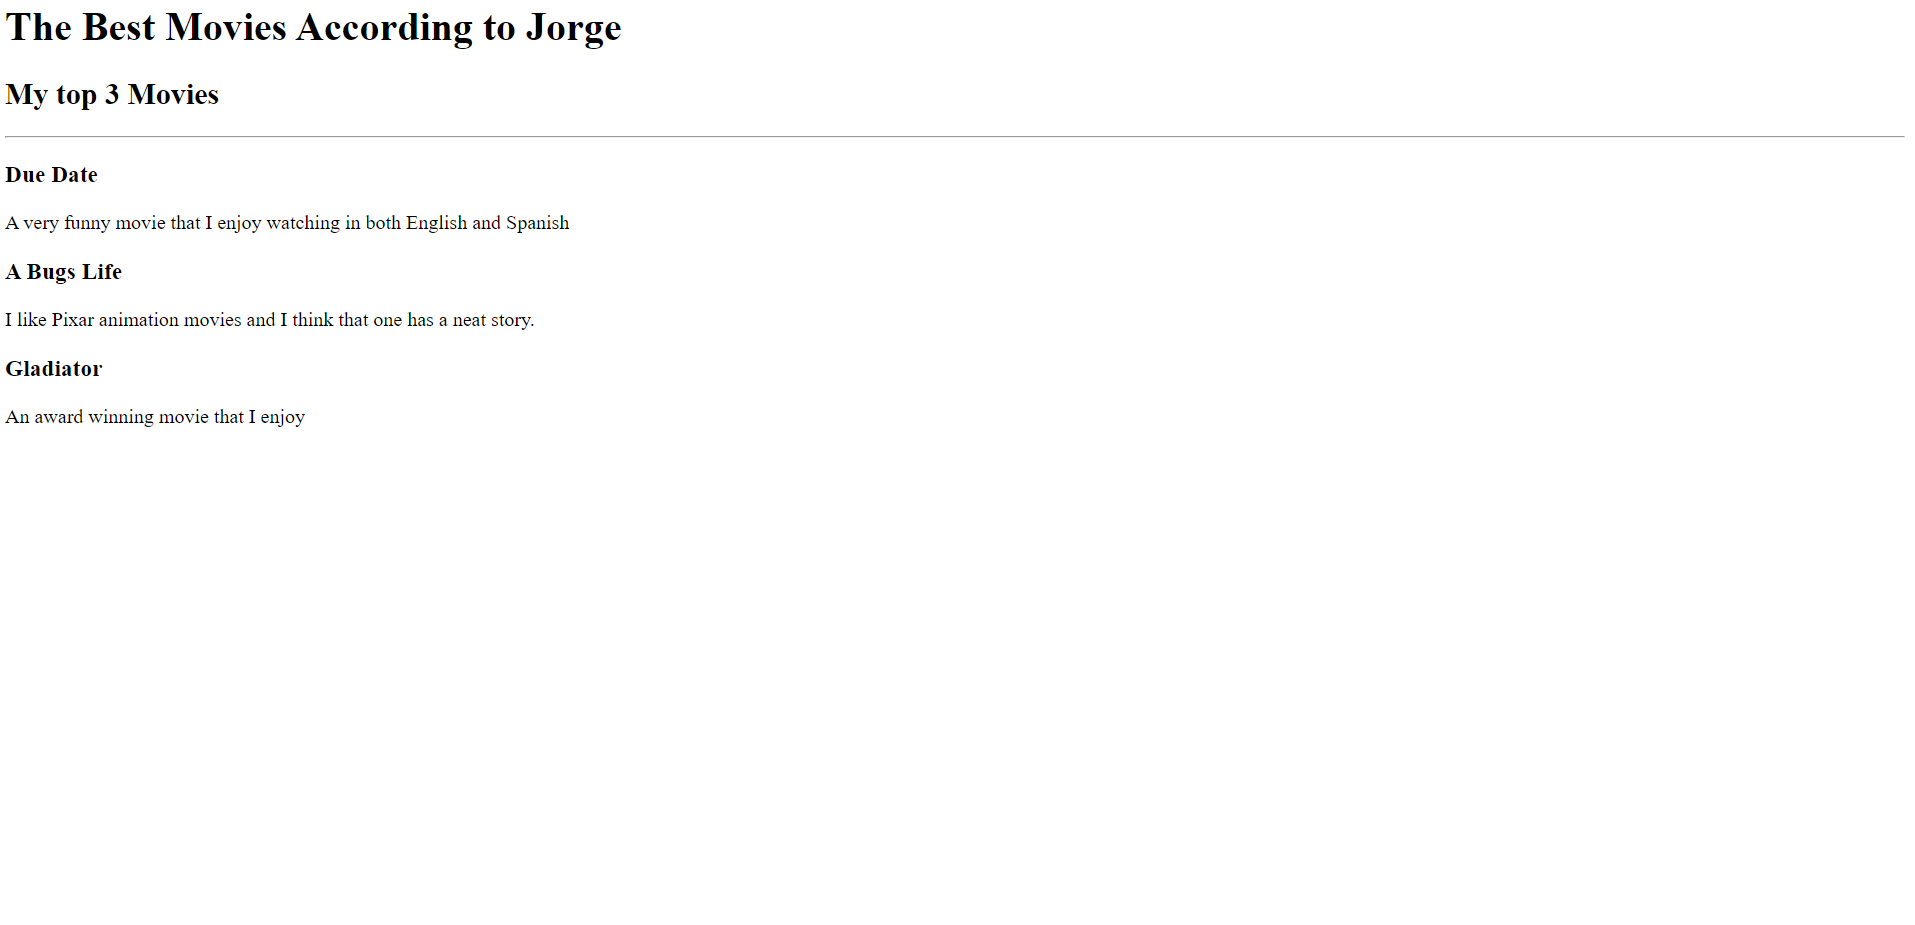 The Best Movies According to Jorge
My top 3 Movies
Due Date
A very funny movie that I enjoy watching in both English and Spanish
A Bugs Life
I like Pixar animation movies and I think that one has a neat story.
Gladiator
An award winning movie that I enjoy